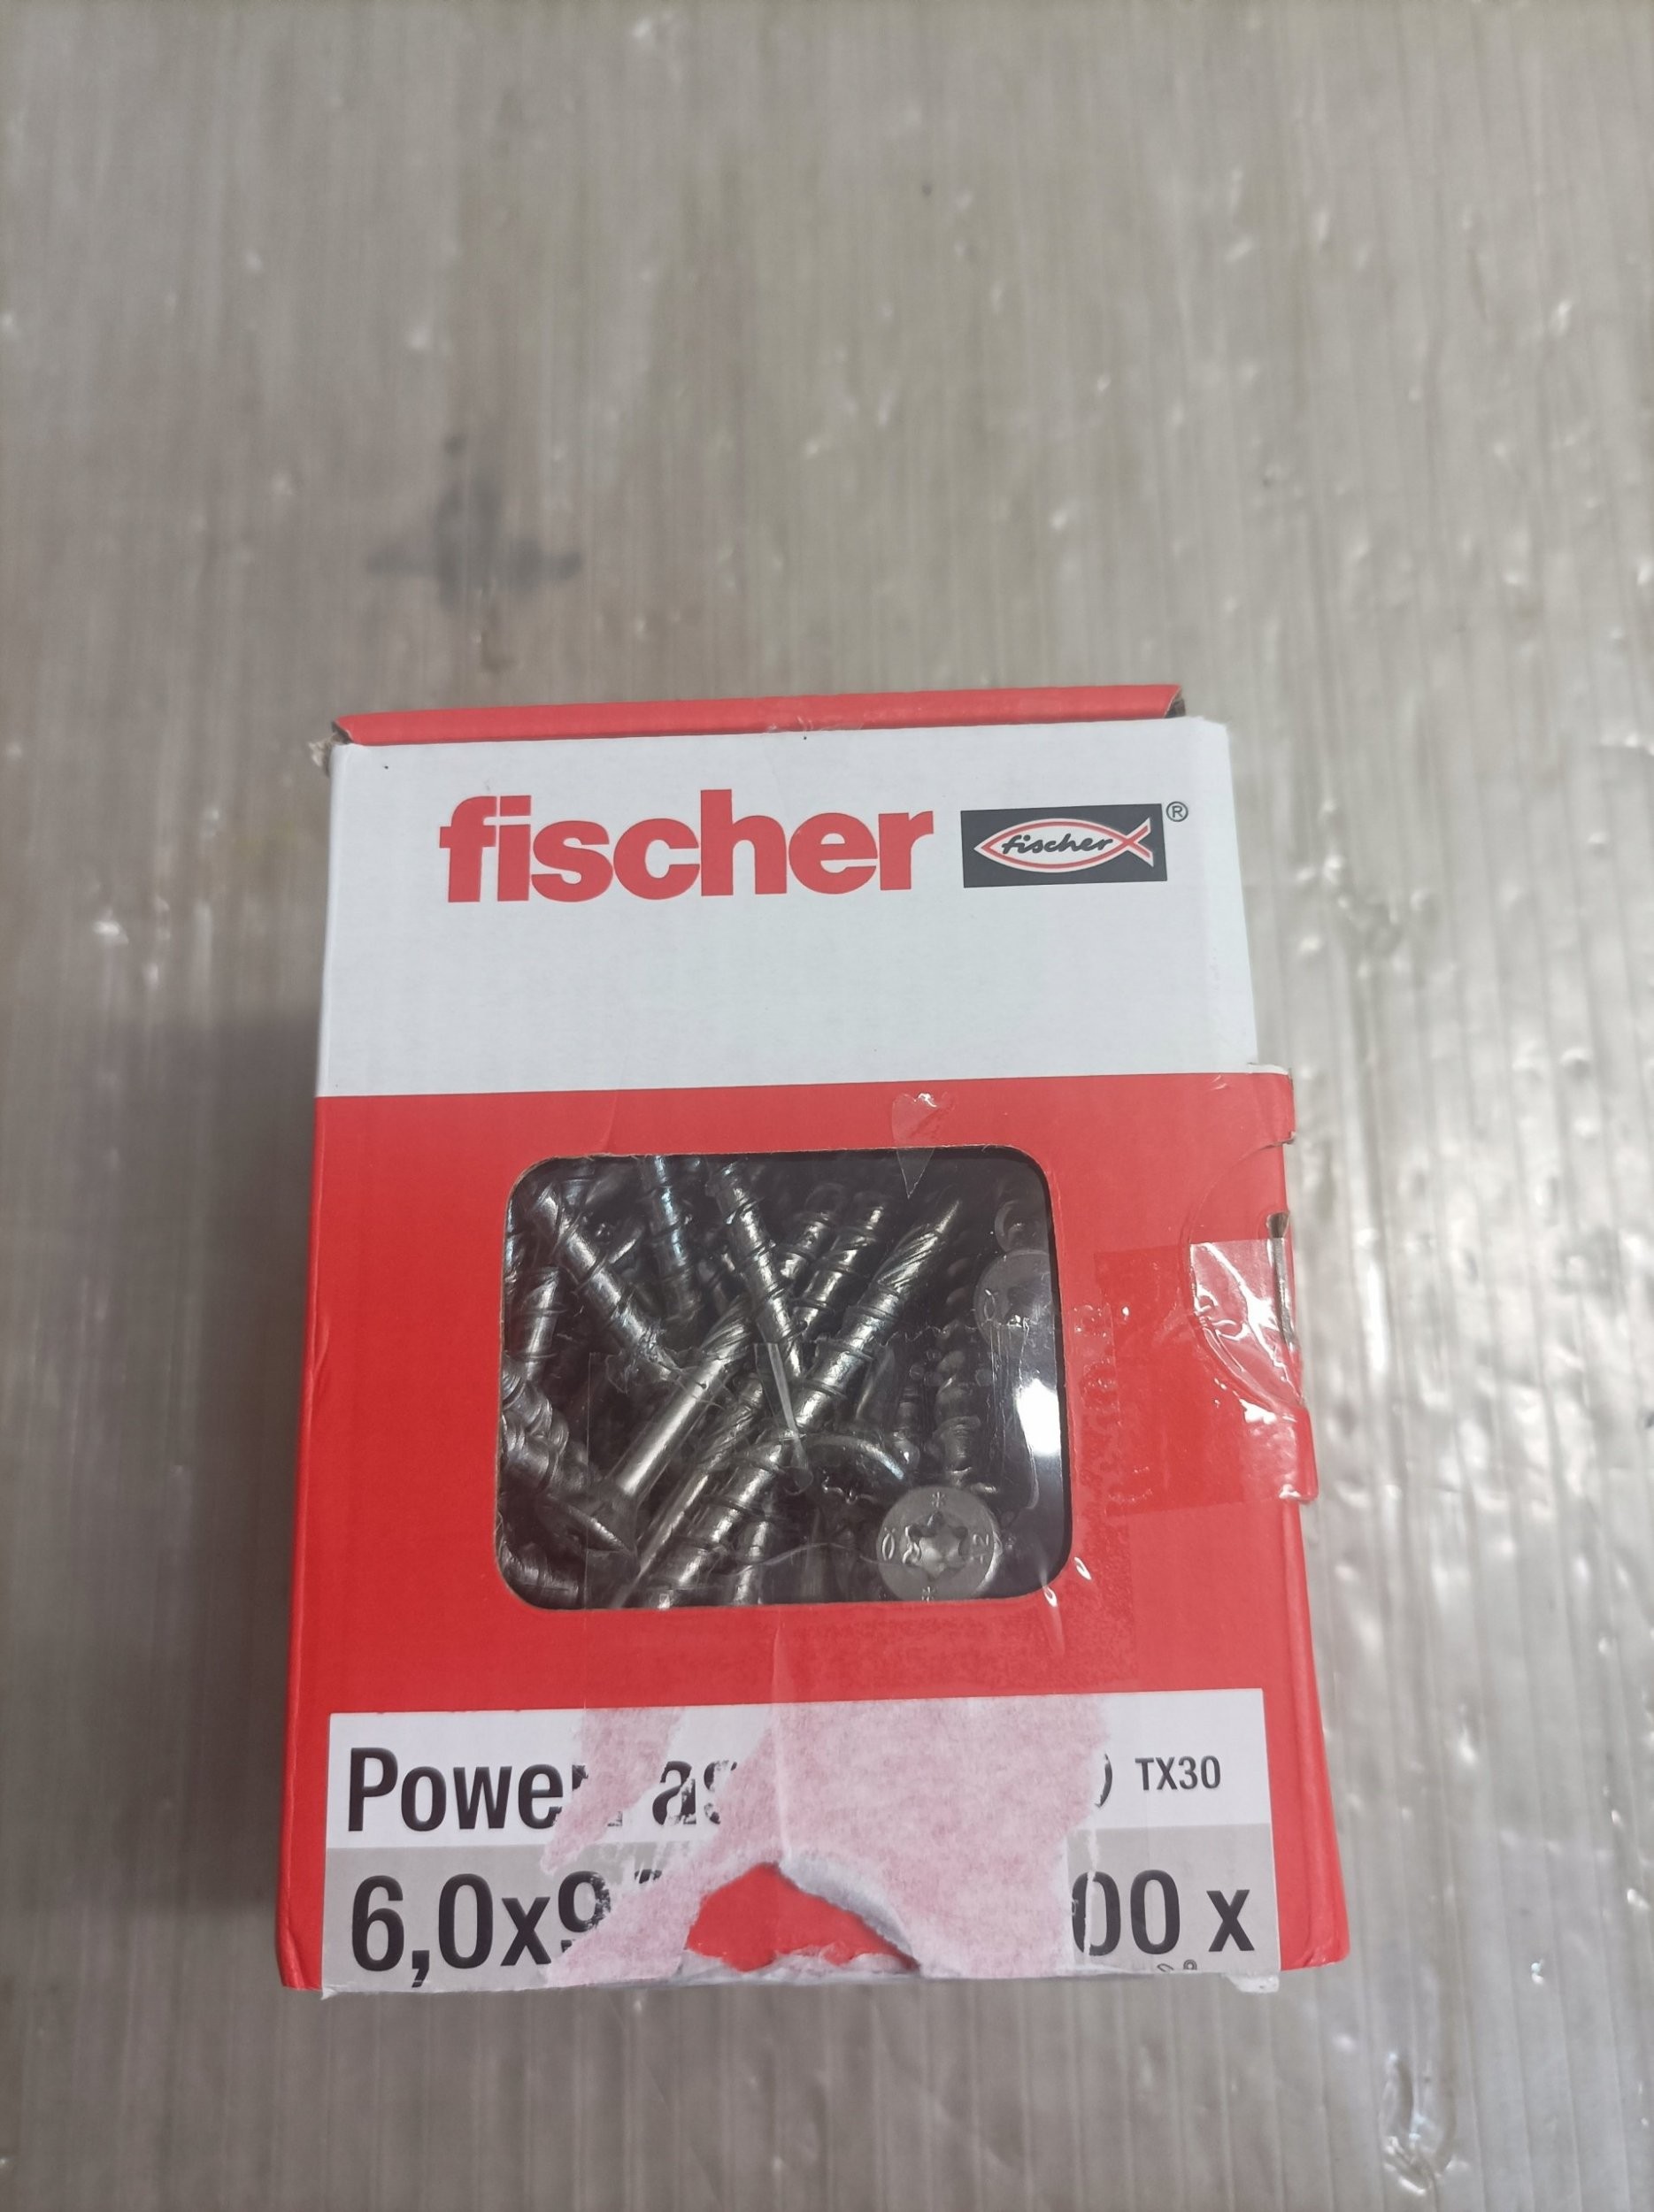 fischer fischer ®
TX30
6,0x9
00 x